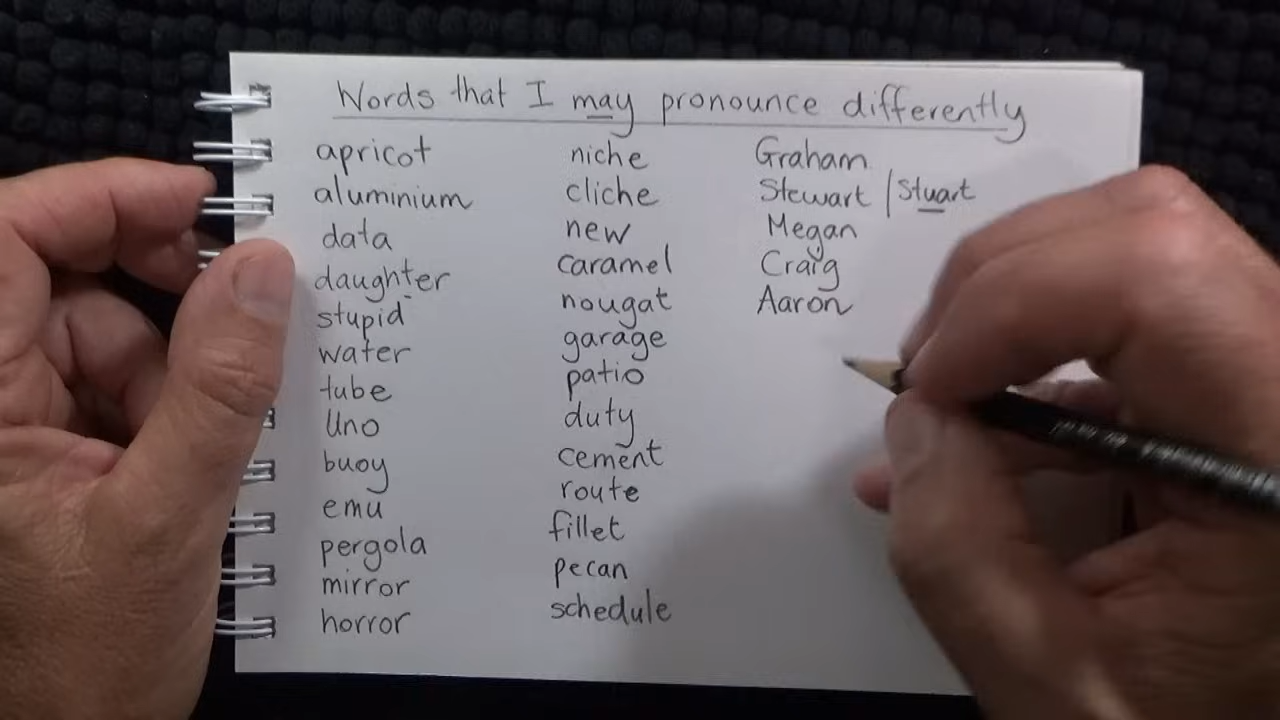 Words that I may pronounce differently
apricot
aluminium
data
daughter
stupid
water
tube
Uno
buoy
emu
pergola
mirror
horror
niche
cliche
new
caramel
nougat
garage
patio
duty
cement
route
fillet
pecan
schedule
Graham
Stewart / Stuart
Megan
Craig
Aaron